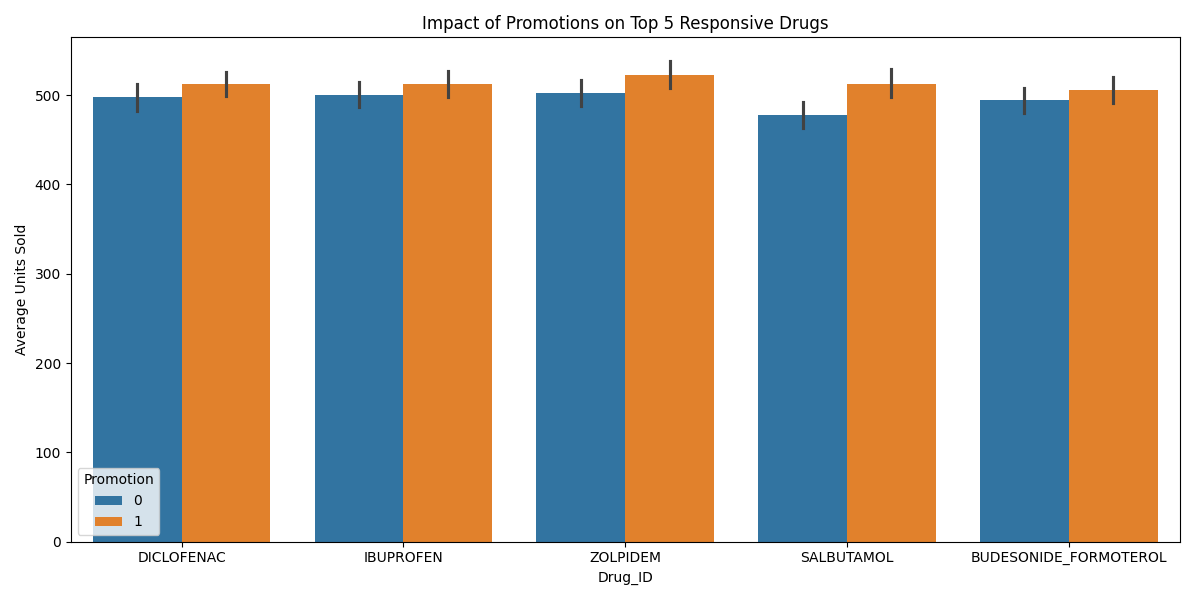 Impact of Promotions on Top 5 Responsive Drugs
Average Units Sold
500
400
300
200
100
0
Promotion
0
1
DICLOFENAC
IBUPROFEN
ZOLPIDEM
SALBUTAMOL
BUDESONIDE_FORMOTEROL
Drug_ID